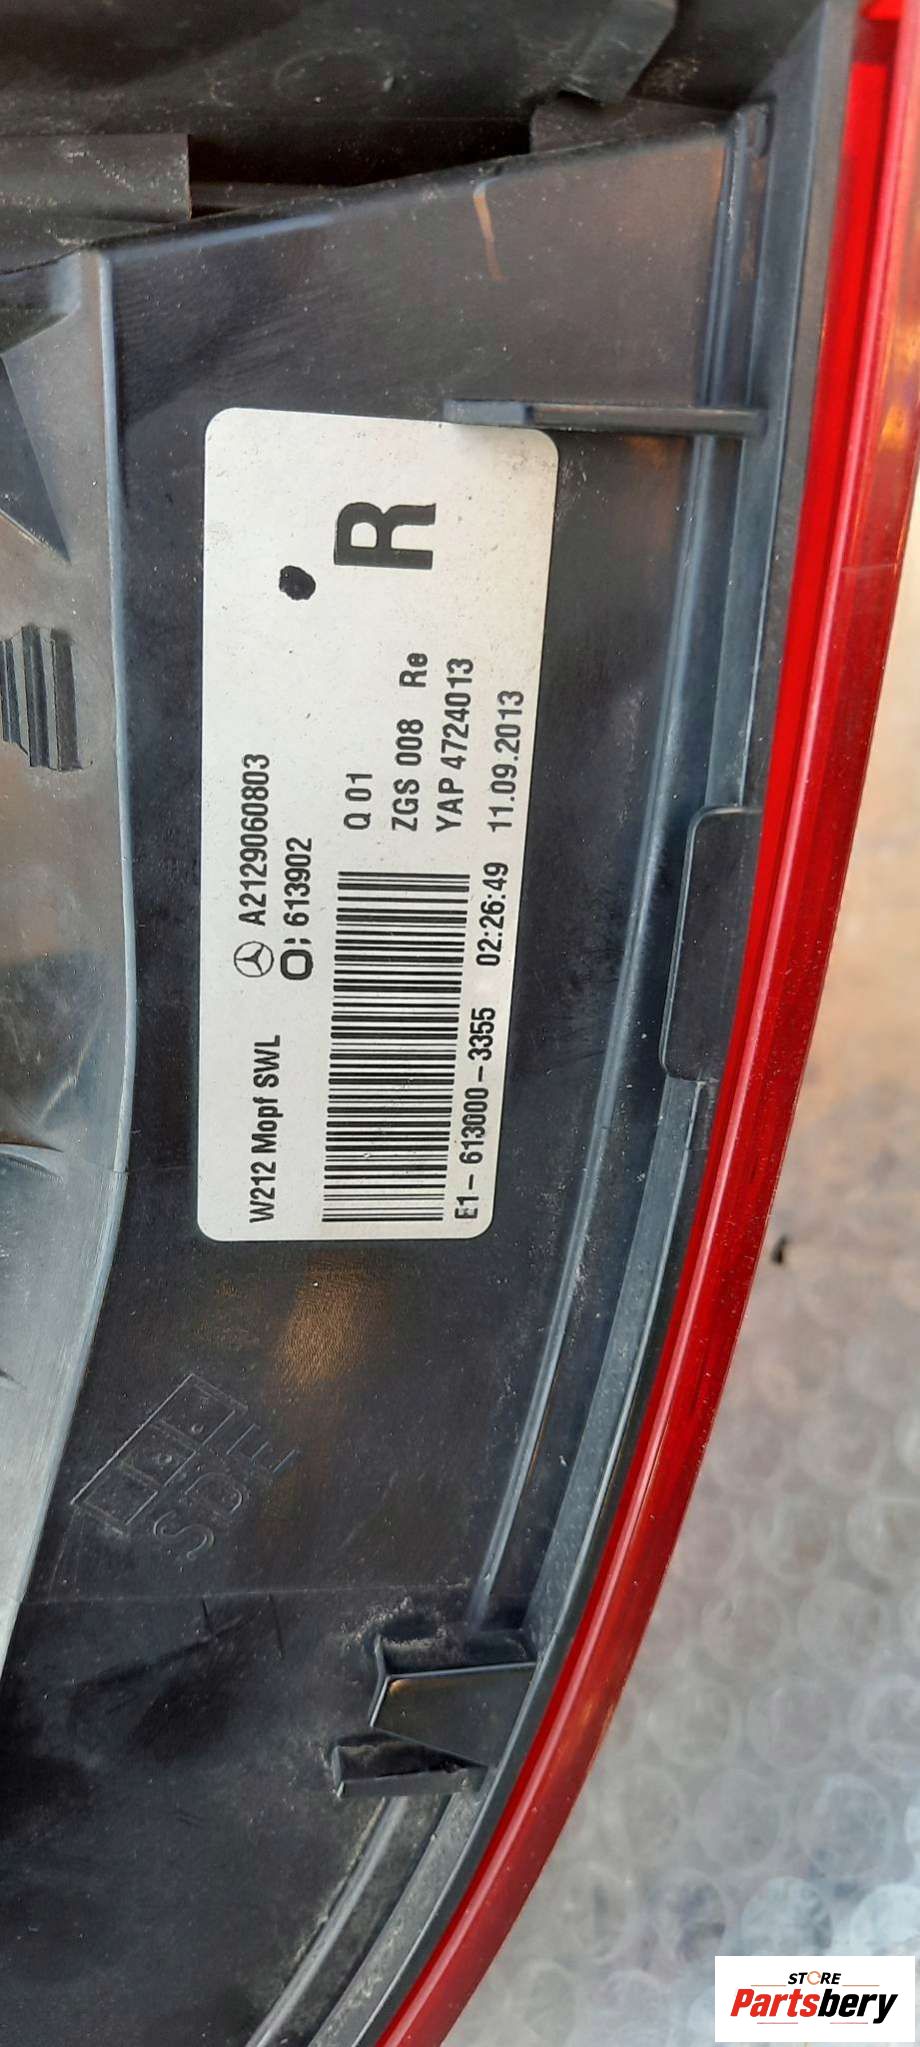 W212 Mopf SWL A2129060803
O: 613902
R
Q 01
ZGS 008 Re
YAP 4724013
E1-613000-3355 02:26:49 11.09.2013
STORE
Partsbery